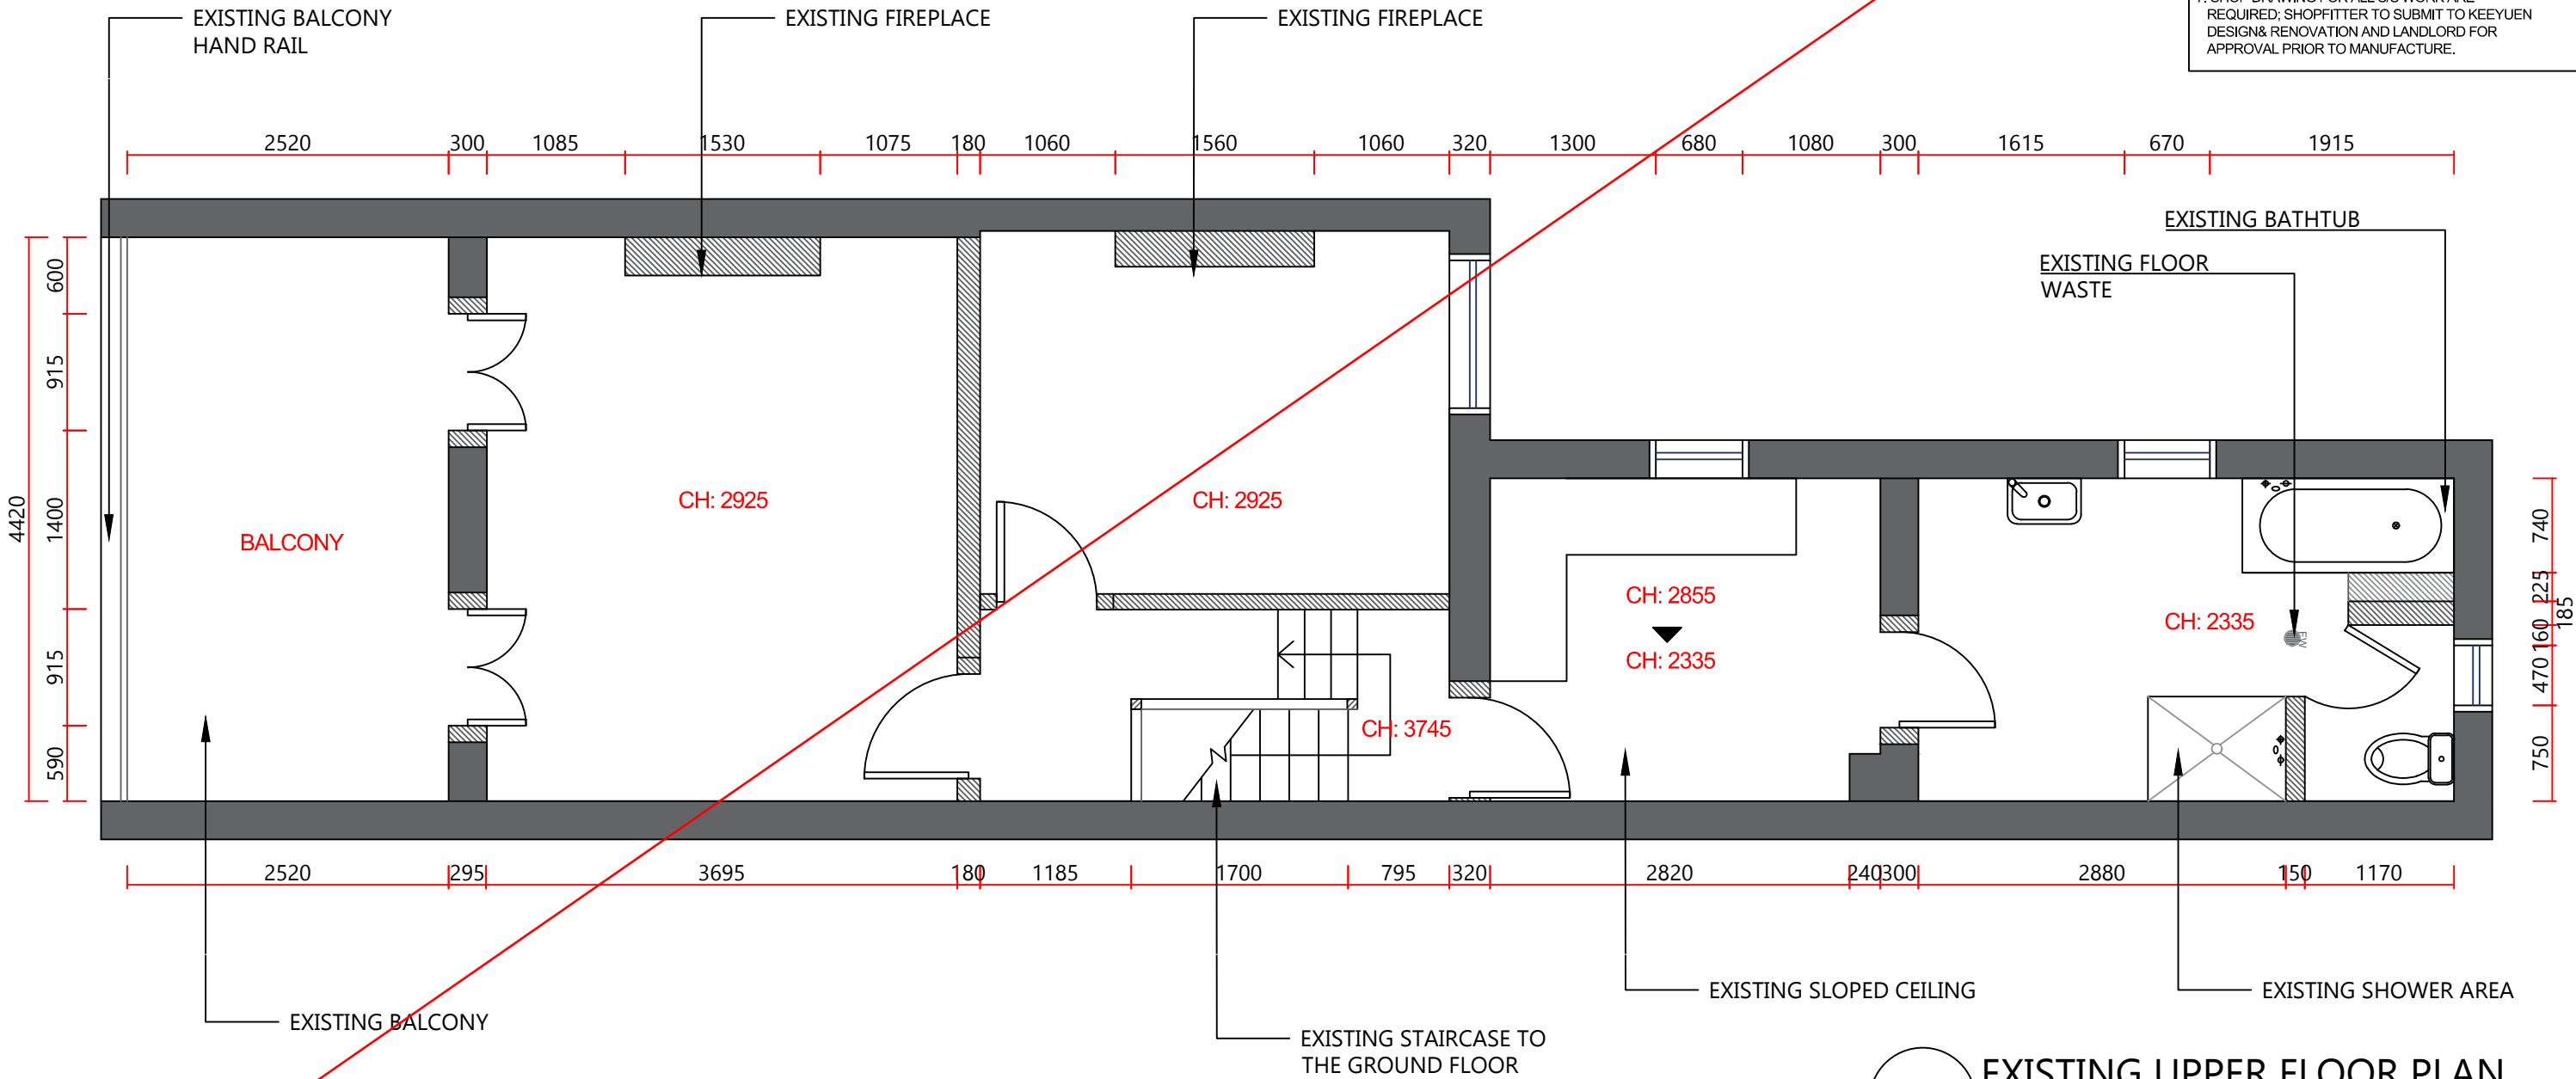 EXISTING BALCONY
HAND RAIL
EXISTING FIREPLACE
EXISTING FIREPLACE
REQUIRED; SHOPFITTER TO SUBMIT TO KEEYUEN
DESIGN& RENOVATION AND LANDLORD FOR
APPROVAL PRIOR TO MANUFACTURE.
2520 300 1085 1530 1075 180 1060 1560 1060 320 1300 680 1080 300 1615 670 1915
EXISTING BATHTUB
EXISTING FLOOR
WASTE
4420
600
915
1400
915
590
BALCONY
CH: 2925
CH: 2925
CH: 2855
CH: 2335
CH: 2335
CH: 3745
FW
740
225
185
160
470
750
2520 295 3695 180 1185 1700 795 320 2820 240 300 2880 150 1170
EXISTING BALCONY
EXISTING STAIRCASE TO
THE GROUND FLOOR
EXISTING SLOPED CEILING
EXISTING SHOWER AREA
EXISTING UPPER FLOOR PLAN